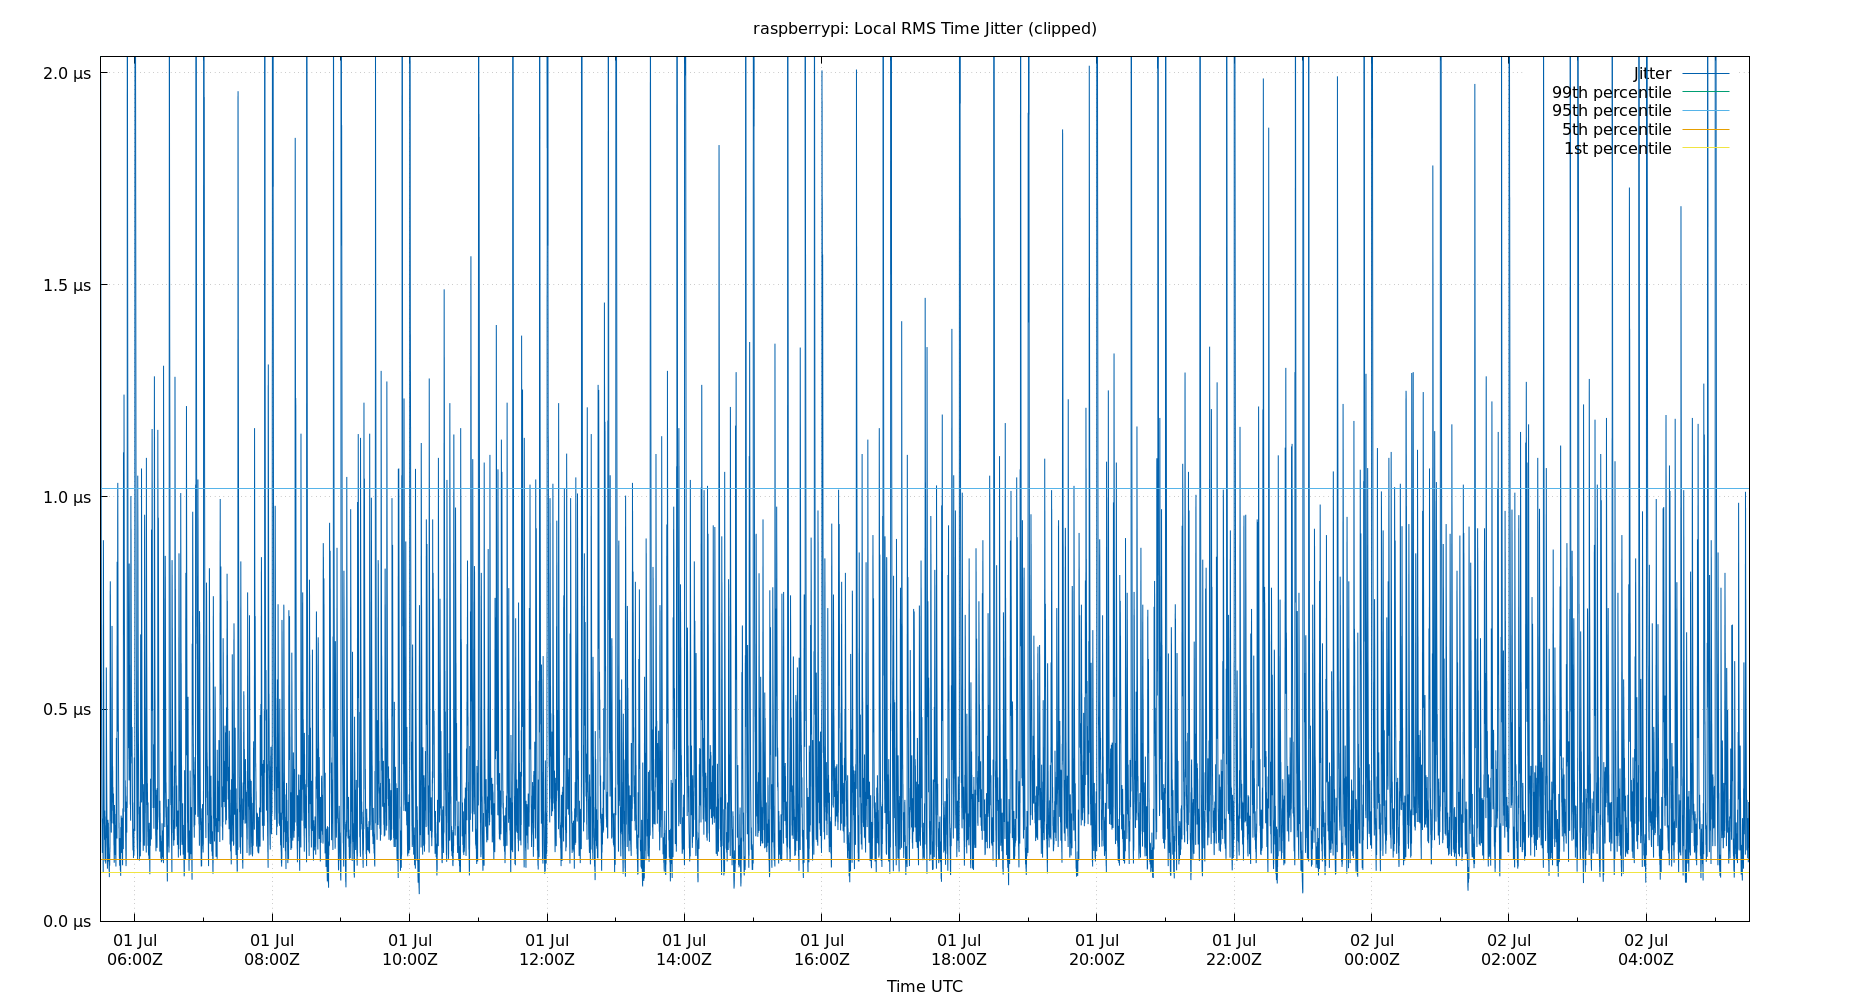 raspberrypi: Local RMS Time Jitter (clipped)
2.0 µs
1.5 µs
1.0 µs
0.5 µs
0.0 µs
Jitter
99th percentile
95th percentile
5th percentile
1st percentile
01 Jul 01 Jul 01 Jul 01 Jul 01 Jul 01 Jul 01 Jul 01 Jul 01 Jul 02 Jul 02 Jul 02 Jul
06:00Z 08:00Z 10:00Z 12:00Z 14:00Z 16:00Z 18:00Z 20:00Z 22:00Z 00:00Z 02:00Z 04:00Z
Time UTC